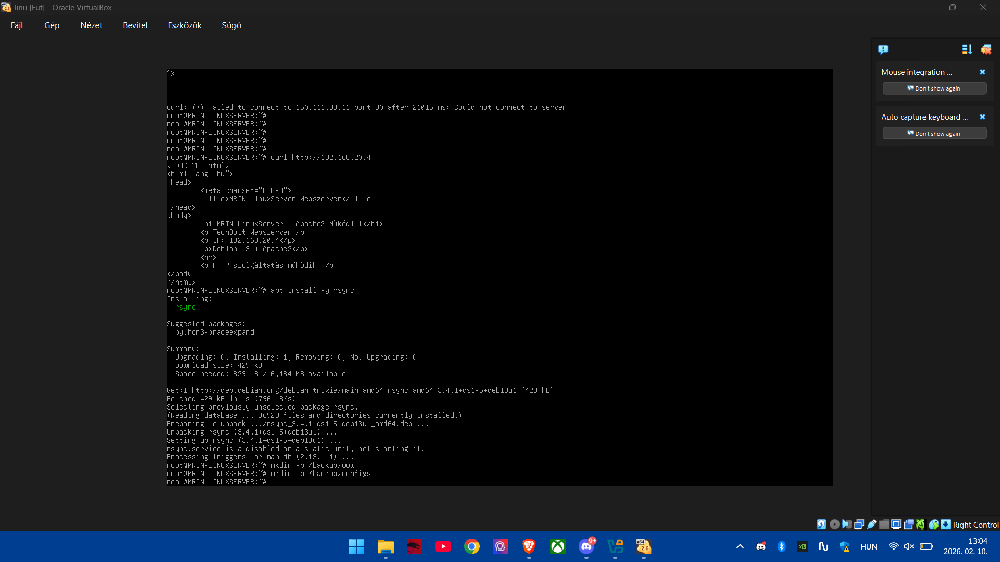 linu [Fut] - Oracle VirtualBox
Fájl Gép Nézet Bevitel Eszközök Súgó
Mouse integration ...
Don't show again
Auto capture keyboard ...
Don't show again
^X
curl: (7) Failed to connect to 150.111.88.11 port 80 after 21015 ms: Could not connect to server
root@MRIN-LINUXSERVER:~#
root@MRIN-LINUXSERVER:~#
root@MRIN-LINUXSERVER:~#
root@MRIN-LINUXSERVER:~#
root@MRIN-LINUXSERVER:~#
root@MRIN-LINUXSERVER:~# curl http://192.168.20.4
<!DOCTYPE html>
<html lang="hu">
<head>
<meta charset="UTF-8">
<title>MRIN-LinuxServer Webszerver</title>
</head>
<body>
<h1>MRIN-LinuxServer - Apache2 Működik!</h1>
<p>TechBolt Webszerver</p>
<p>IP: 192.168.20.4</p>
<p>Debian 13 + Apache2</p>
<hr>
<p>HTTP szolgáltatás működik!</p>
</body>
</html>
root@MRIN-LINUXSERVER:~# apt install -y rsync
Installing:
rsync
Suggested packages:
python3-braceexpand
Summary:
Upgrading: 0, Installing: 1, Removing: 0, Not Upgrading: 0
Download size: 429 kB
Space needed: 829 kB / 6,184 MB available
Get:1 http://deb.debian.org/debian trixie/main amd64 rsync amd64 3.4.1+ds1-5+deb13u1 [429 kB]
Fetched 429 kB in 1s (796 kB/s)
Selecting previously unselected package rsync.
(Reading database ... 36928 files and directories currently installed.)
Preparing to unpack .../rsync_3.4.1+ds1-5+deb13u1_amd64.deb ...
Unpacking rsync (3.4.1+ds1-5+deb13u1) ...
Setting up rsync (3.4.1+ds1-5+deb13u1) ...
rsync.service is a disabled or a static unit, not starting it.
Processing triggers for man-db (2.13.1-1) ...
root@MRIN-LINUXSERVER:~# mkdir -p /backup/www
root@MRIN-LINUXSERVER:~# mkdir -p /backup/configs
root@MRIN-LINUXSERVER:~#
Right Control
9+
x64
2.6
HUN
13:04
2026. 02. 10.